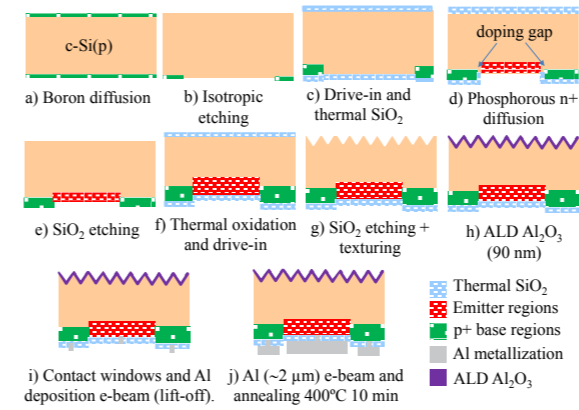 c-Si(p)
a) Boron diffusion
b) Isotropic
etching
c) Drive-in and
thermal SiO₂
doping gap
d) Phosphorous n+
diffusion
e) SiO₂ etching
f) Thermal oxidation
and drive-in
g) SiO₂ etching +
texturing
h) ALD Al₂O₃
(90 nm)
i) Contact windows and Al
deposition e-beam (lift-off).
j) Al (~2 µm) e-beam and
annealing 400ºC 10 min
Thermal SiO₂
Emitter regions
p+ base regions
Al metallization
ALD Al₂O₃